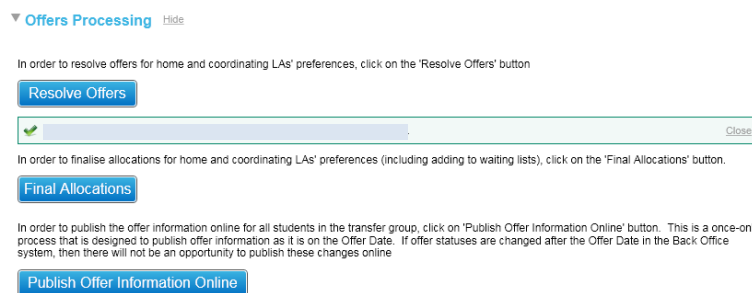 Offers Processing Hide
In order to resolve offers for home and coordinating LAs' preferences, click on the 'Resolve Offers' button
Resolve Offers
. Close
In order to finalise allocations for home and coordinating LAs' preferences (including adding to waiting lists), click on the 'Final Allocations' button.
Final Allocations
In order to publish the offer information online for all students in the transfer group, click on 'Publish Offer Information Online' button. This is a once-on
process that is designed to publish offer information as it is on the Offer Date. If offer statuses are changed after the Offer Date in the Back Office
system, then there will not be an opportunity to publish these changes online
Publish Offer Information Online